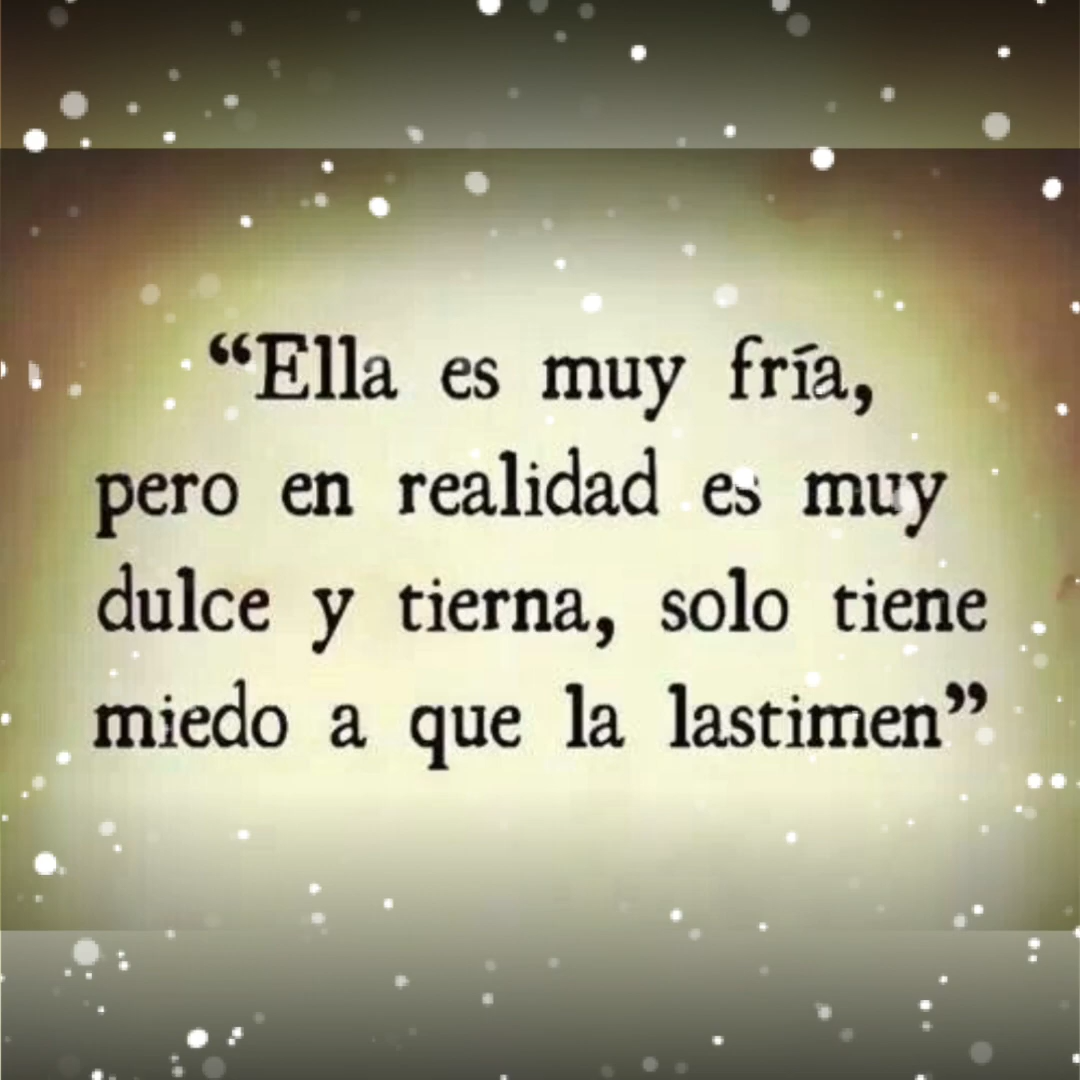 “Ella es muy fría,
pero en realidad es muy
dulce y tierna, solo tiene
miedo a que la lastimen”